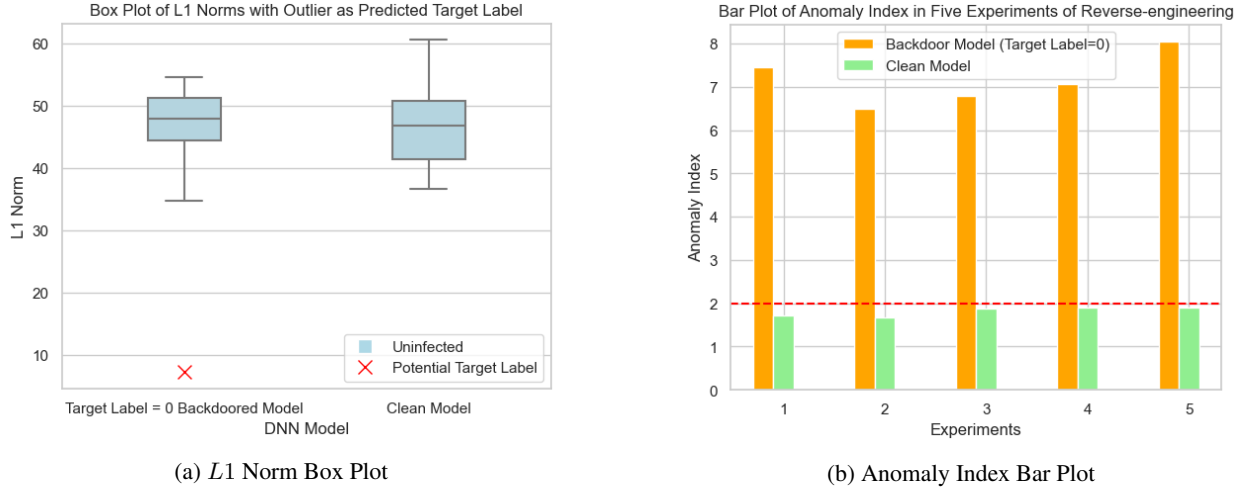 Box Plot of L1 Norms with Outlier as Predicted Target Label
60
50
40
30
20
10
L1 Norm
Uninfected
Potential Target Label
Target Label = 0 Backdoored Model
Clean Model
DNN Model
(a) L1 Norm Box Plot
Bar Plot of Anomaly Index in Five Experiments of Reverse-engineering
8
7
6
5
4
3
2
1
0
Anomaly Index
Backdoor Model (Target Label=0)
Clean Model
1 2 3 4 5
Experiments
(b) Anomaly Index Bar Plot